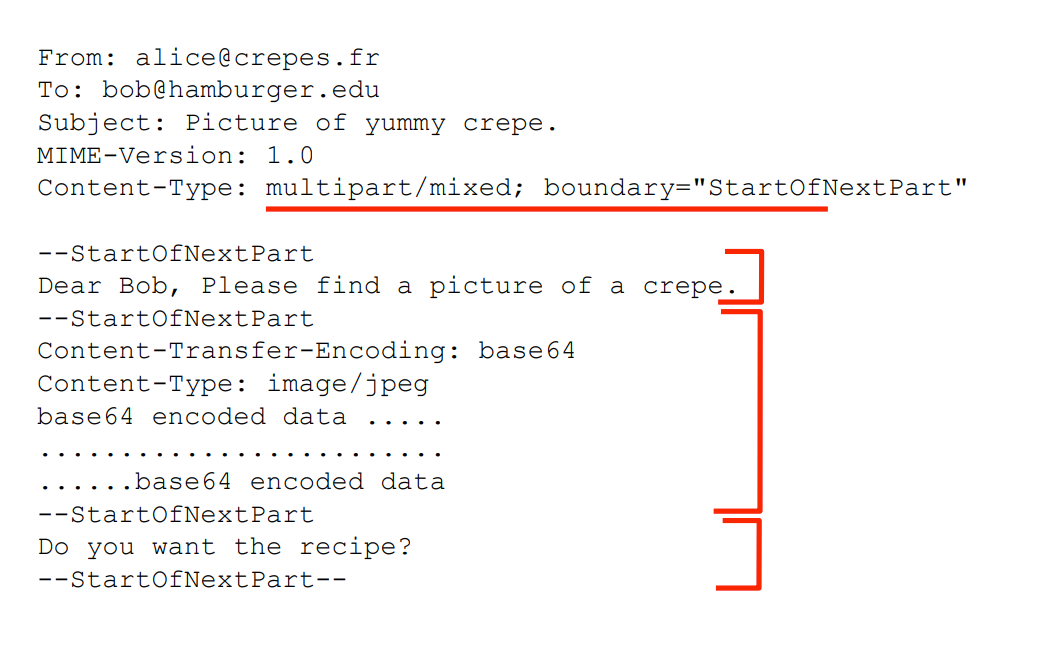 From: alice@crepes.fr
To: bob@hamburger.edu
Subject: Picture of yummy crepe.
MIME-Version: 1.0
Content-Type: multipart/mixed; boundary="StartOfNextPart"
--StartOfNextPart
Dear Bob, Please find a picture of a crepe.
--StartOfNextPart
Content-Transfer-Encoding: base64
Content-Type: image/jpeg
base64 encoded data .....
.........................
......base64 encoded data
--StartOfNextPart
Do you want the recipe?
--StartOfNextPart--